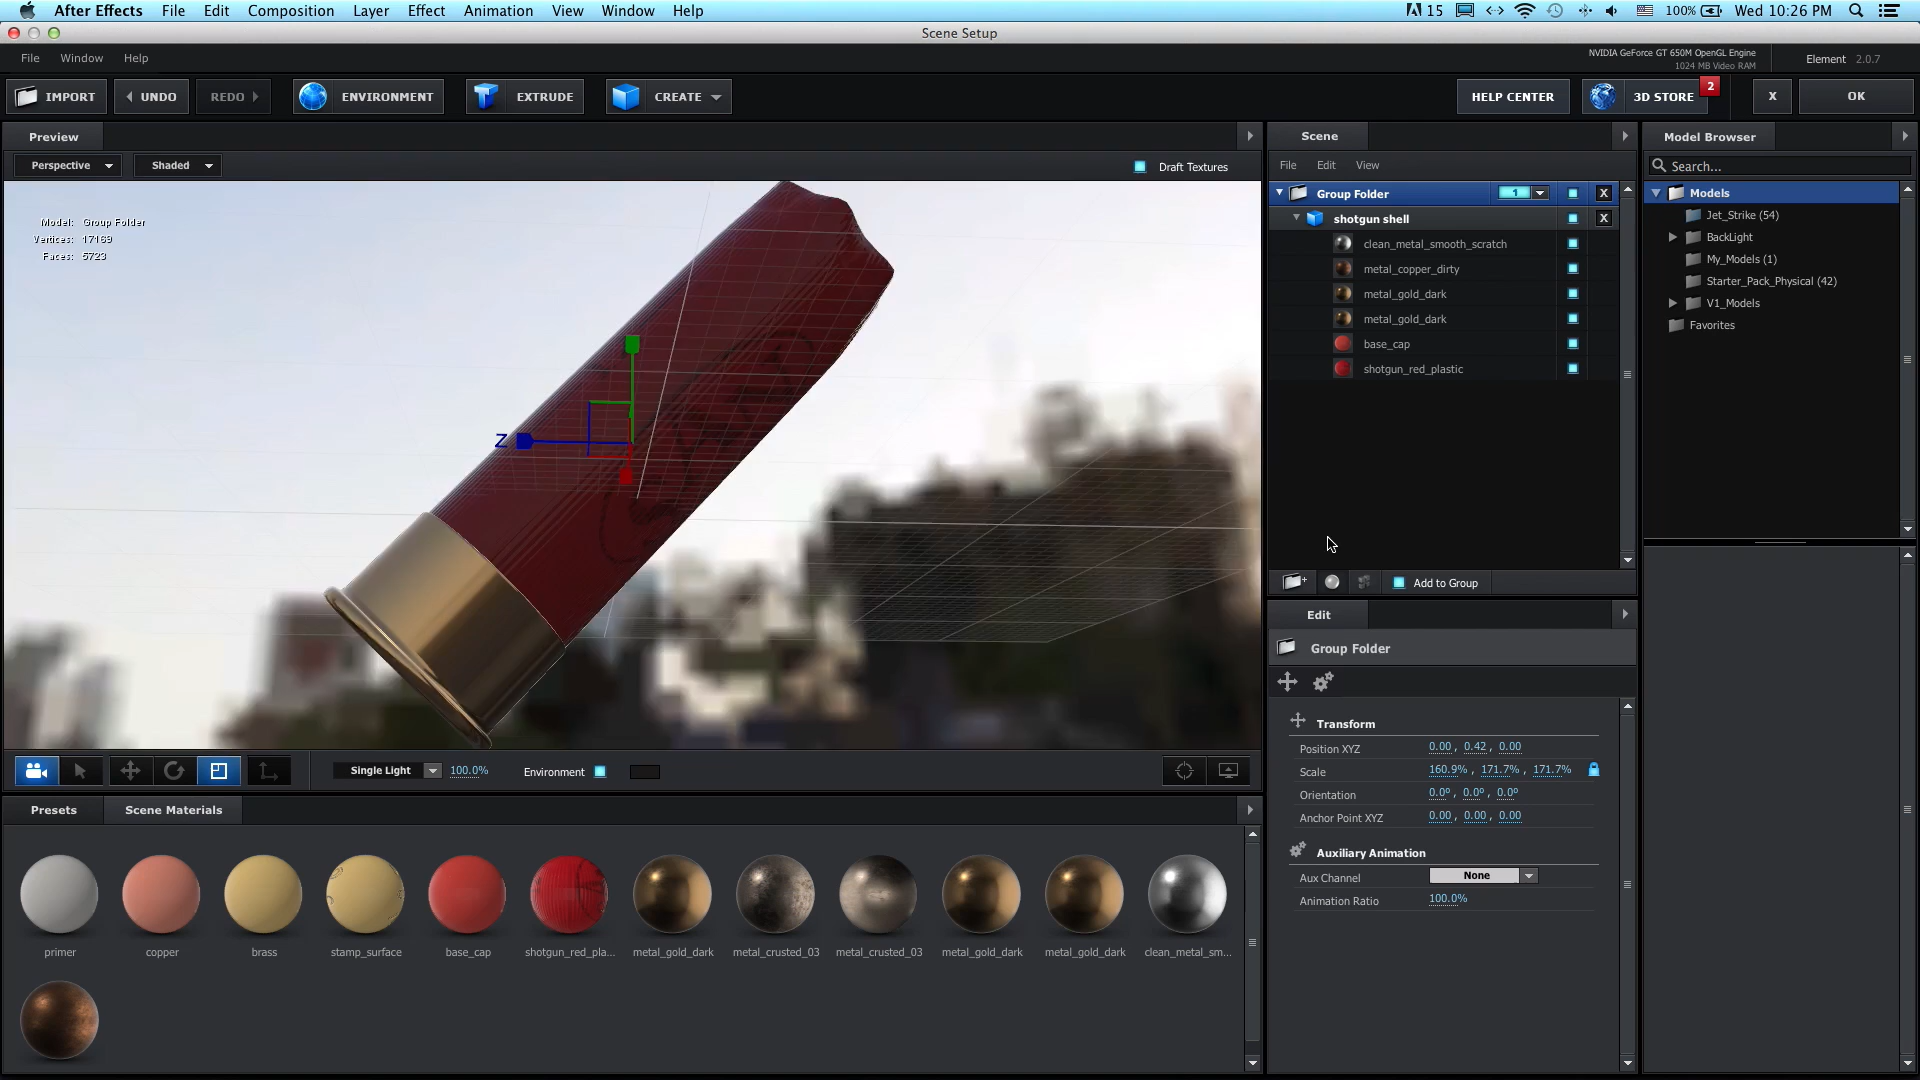 After Effects File Edit Composition Layer Effect Animation View Window Help 15 100% Wed 10:26 PM
Scene Setup
File Window Help
NVIDIA GeForce GT 650M OpenGL Engine
1024 MB Video RAM
Element 2.0.7
IMPORT UNDO REDO ENVIRONMENT EXTRUDE CREATE HELP CENTER 3D STORE 2 X OK
Preview
Perspective Shaded Draft Textures
Model: Group Folder
Vertices: 17169
Faces: 5723
Z
Single Light 100.0% Environment
Presets Scene Materials
primer copper brass stamp_surface base_cap shotgun_red_pla... metal_gold_dark metal_crusted_03 metal_crusted_03 metal_gold_dark metal_gold_dark clean_metal_sm...
Scene
File Edit View
Group Folder 1 X
shotgun shell X
clean_metal_smooth_scratch
metal_copper_dirty
metal_gold_dark
metal_gold_dark
base_cap
shotgun_red_plastic
Add to Group
Edit
Group Folder
Transform
Position XYZ 0.00 , 0.42 , 0.00
Scale 160.9% , 171.7% , 171.7%
Orientation 0.0º , 0.0º , 0.0º
Anchor Point XYZ 0.00 , 0.00 , 0.00
Auxiliary Animation
Aux Channel None
Animation Ratio 100.0%
Model Browser
Search...
Models
Jet_Strike (54)
BackLight
My_Models (1)
Starter_Pack_Physical (42)
V1_Models
Favorites